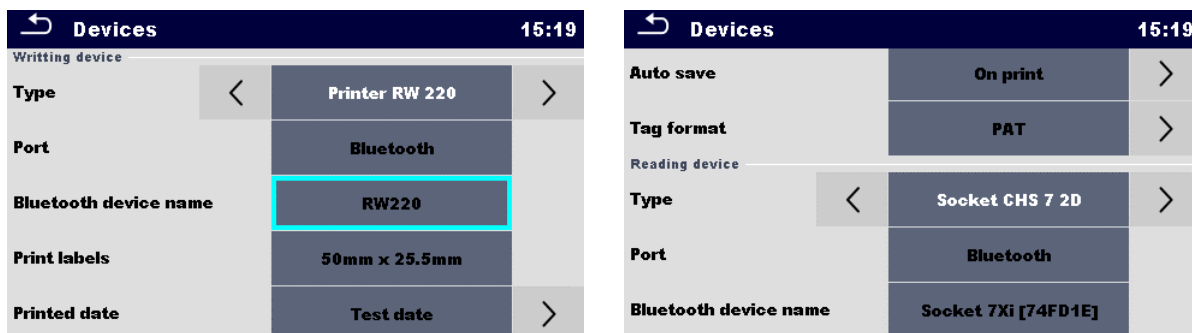 Devices 15:19
Writting device
Type Printer RW 220
Port Bluetooth
Bluetooth device name RW220
Print labels 50mm x 25.5mm
Printed date Test date
Devices 15:19
Auto save On print
Tag format PAT
Reading device
Type Socket CHS 7 2D
Port Bluetooth
Bluetooth device name Socket 7Xi [74FD1E]